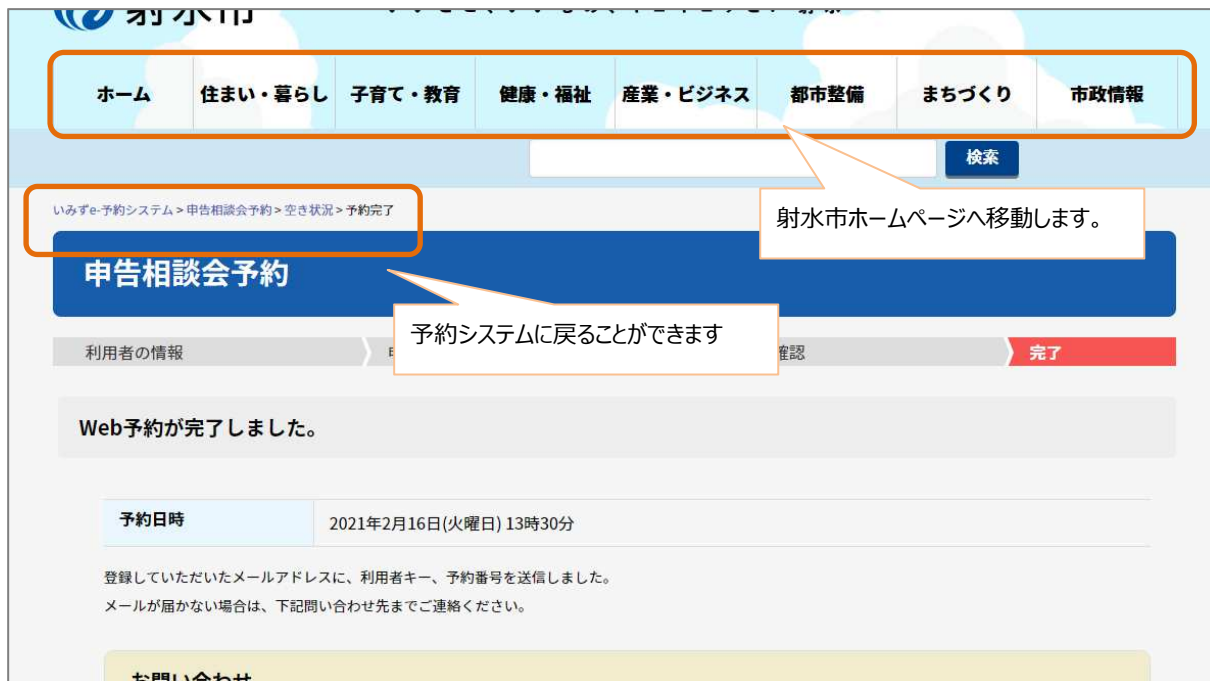 射水市
ホーム 住まい・暮らし 子育て・教育 健康・福祉 産業・ビジネス 都市整備 まちづくり 市政情報
検索
射水市ホームページへ移動します。
いみずe-予約システム > 申告相談会予約 > 空き状況 > 予約完了
申告相談会予約
予約システムに戻ることができます
利用者の情報 確認 完了
Web予約が完了しました。
予約日時 2021年2月16日(火曜日) 13時30分
登録していただいたメールアドレスに、利用者キー、予約番号を送信しました。
メールが届かない場合は、下記問い合わせ先までご連絡ください。
お問い合わせ